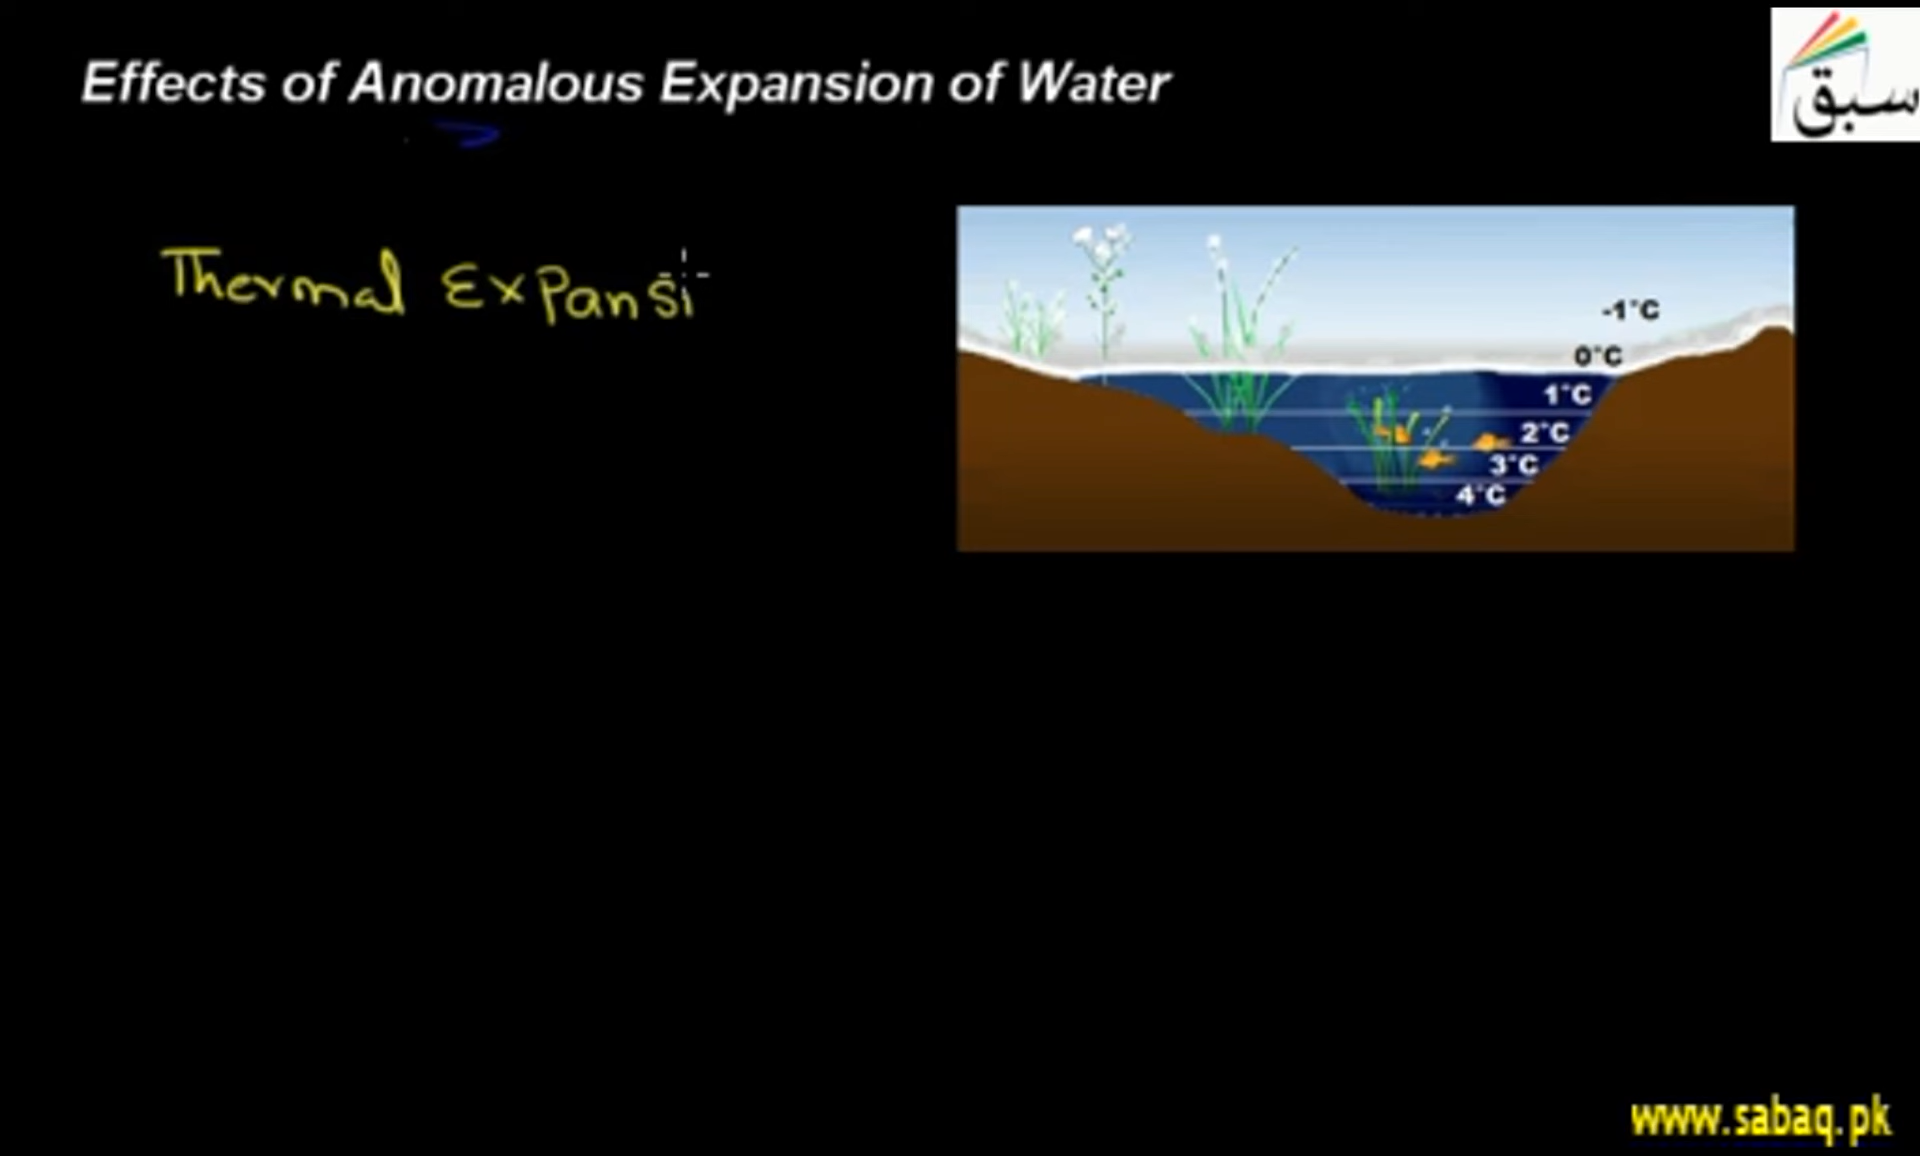 Effects of Anomalous Expansion of Water
سبق
Thermal Expansi
-1°C
0°C
1°C
2°C
3°C
4°C
www.sabaq.pk